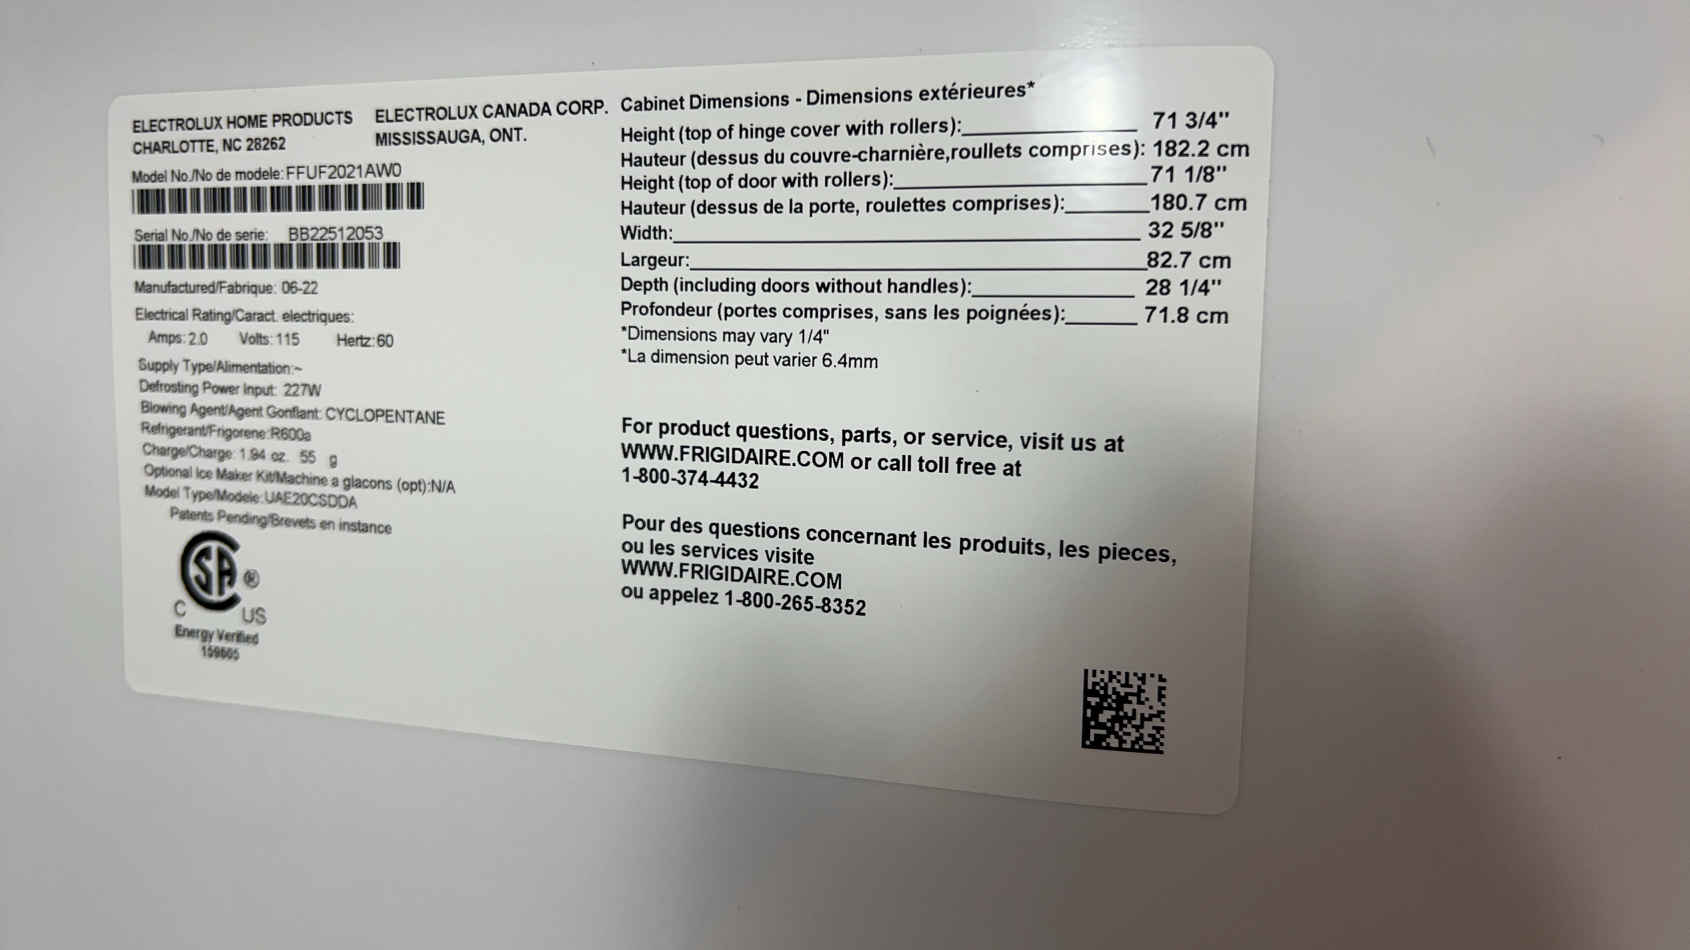 ELECTROLUX HOME PRODUCTS
CHARLOTTE, NC 28262
ELECTROLUX CANADA CORP.
MISSISSAUGA, ONT.
Model No./No de modele: FFUF2021AW0
Serial No./No de serie: BB22512053
Manufactured/Fabrique: 06-22
Electrical Rating/Caract. electriques:
Amps: 2.0 Volts: 115 Hertz: 60
Supply Type/Alimentation:~
Defrosting Power Input: 227W
Blowing Agent/Agent Gonflant: CYCLOPENTANE
Refrigerant/Frigorene:R600a
Charge/Charge: 1.94 oz. 55 g
Optional Ice Maker Kit/Machine a glacons (opt):N/A
Model Type/Modele: UAE20CSDDA
Patents Pending/Brevets en instance
SA ®
C US
Energy Verified
159605
Cabinet Dimensions - Dimensions extérieures*
Height (top of hinge cover with rollers):_____ 71 3/4"
Hauteur (dessus du couvre-charnière,roullets comprises): 182.2 cm
Height (top of door with rollers):_____ 71 1/8"
Hauteur (dessus de la porte, roulettes comprises):_____ 180.7 cm
Width:_____ 32 5/8"
Largeur:_____ 82.7 cm
Depth (including doors without handles):_____ 28 1/4"
Profondeur (portes comprises, sans les poignées):_____ 71.8 cm
*Dimensions may vary 1/4"
*La dimension peut varier 6.4mm
For product questions, parts, or service, visit us at
WWW.FRIGIDAIRE.COM or call toll free at
1-800-374-4432
Pour des questions concernant les produits, les pieces,
ou les services visite
WWW.FRIGIDAIRE.COM
ou appelez 1-800-265-8352